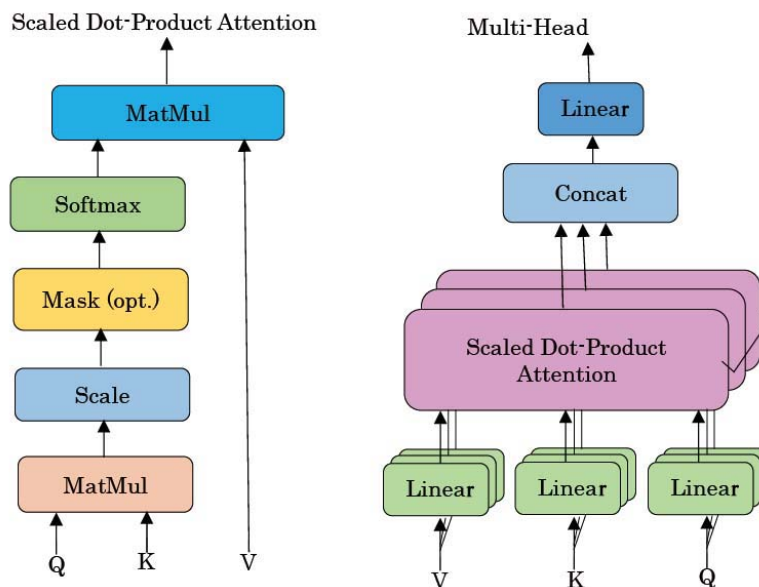 Scaled Dot-Product Attention
MatMul
Softmax
Mask (opt.)
Scale
MatMul
Q K V
Multi-Head
Linear
Concat
Scaled Dot-Product
Attention
Linear Linear Linear
V K Q